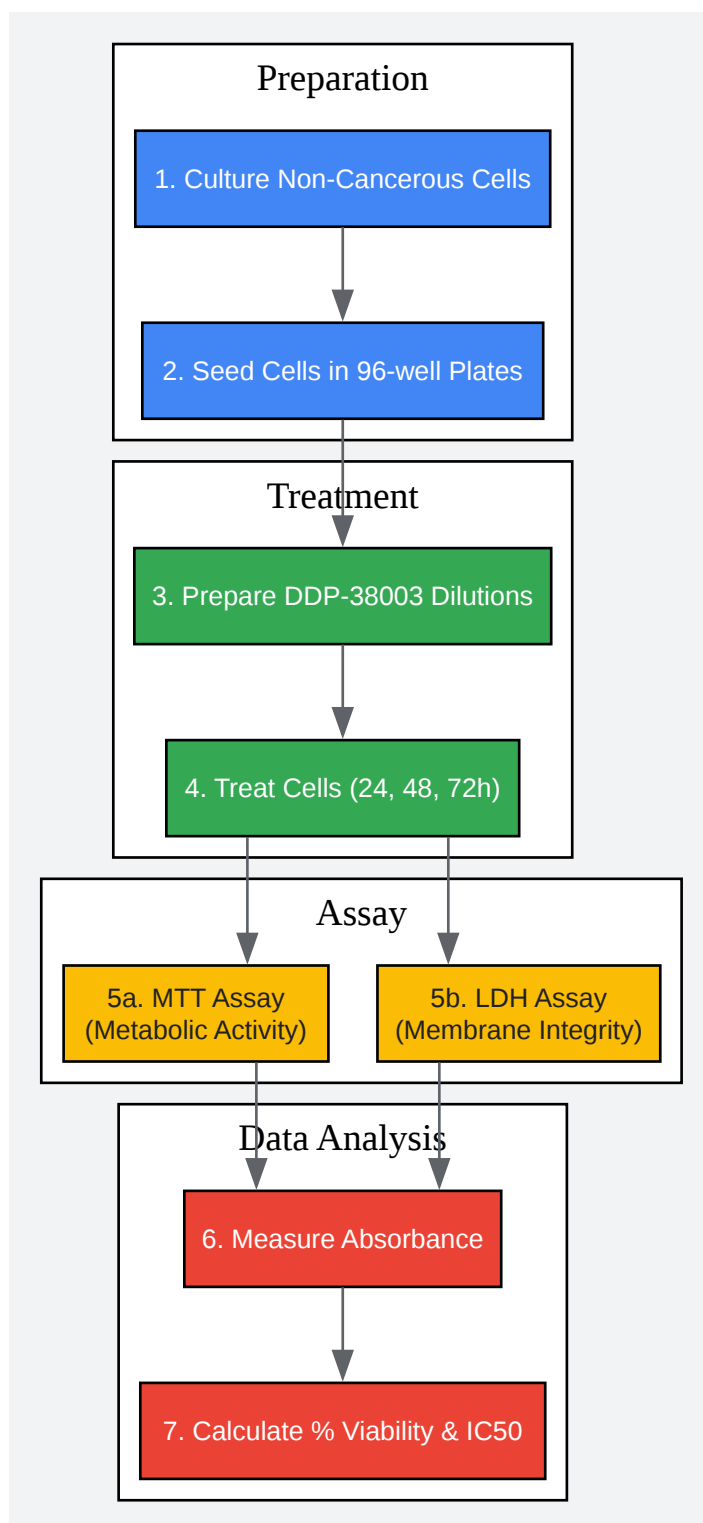 Preparation
1. Culture Non-Cancerous Cells
2. Seed Cells in 96-well Plates
Treatment
3. Prepare DDP-38003 Dilutions
4. Treat Cells (24, 48, 72h)
Assay
5a. MTT Assay
(Metabolic Activity)
5b. LDH Assay
(Membrane Integrity)
Data Analysis
6. Measure Absorbance
7. Calculate % Viability & IC50